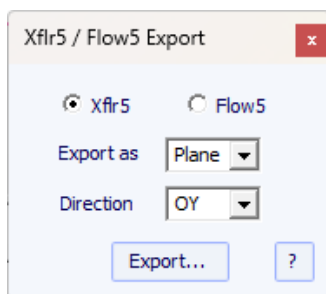 Xflr5 / Flow5 Export
x
Xflr5 Flow5
Export as Plane
Direction OY
Export... ?